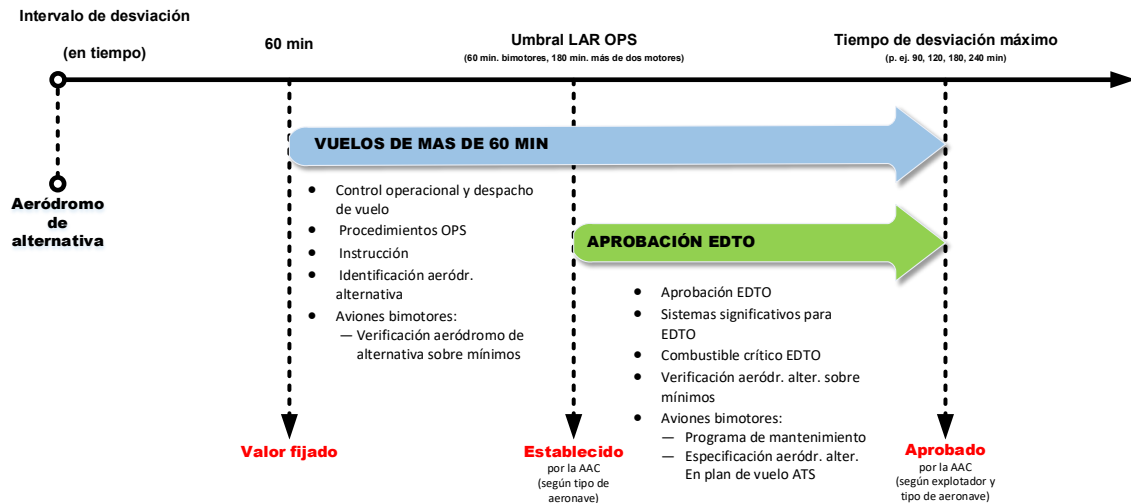 Intervalo de desviación
(en tiempo)
60 min
Umbral LAR OPS
(60 min. bimotores, 180 min. más de dos motores)
Tiempo de desviación máximo
(p. ej. 90, 120, 180, 240 min)
Aeródromo
de
alternativa
VUELOS DE MAS DE 60 MIN
● Control operacional y despacho
de vuelo
● Procedimientos OPS
● Instrucción
● Identificación aeródr.
alternativa
● Aviones bimotores:
— Verificación aeródromo de
alternativa sobre mínimos
APROBACIÓN EDTO
● Aprobación EDTO
● Sistemas significativos para
EDTO
● Combustible crítico EDTO
● Verificación aeródr. alter. sobre
mínimos
● Aviones bimotores:
— Programa de mantenimiento
— Especificación aeródr. alter.
En plan de vuelo ATS
Valor fijado
Establecido
por la AAC
(según tipo de
aeronave)
Aprobado
por la AAC
(según explotador y
tipo de aeronave)